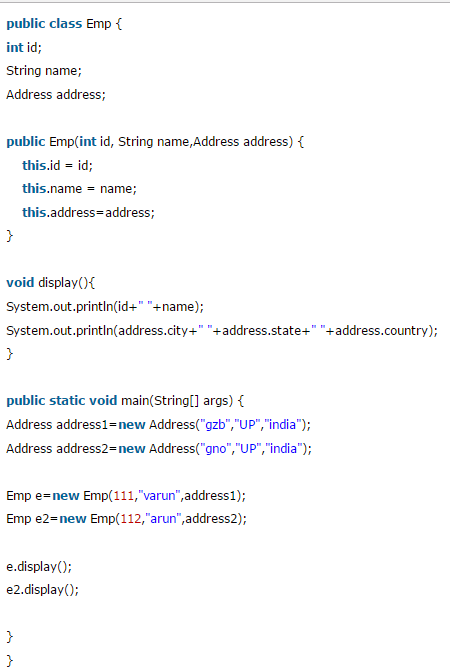 public class Emp {
int id;
String name;
Address address;
public Emp(int id, String name,Address address) {
this.id = id;
this.name = name;
this.address=address;
}
void display(){
System.out.println(id+" "+name);
System.out.println(address.city+" "+address.state+" "+address.country);
}
public static void main(String[] args) {
Address address1=new Address("gzb","UP","india");
Address address2=new Address("gno","UP","india");
Emp e=new Emp(111,"varun",address1);
Emp e2=new Emp(112,"arun",address2);
e.display();
e2.display();
}
}